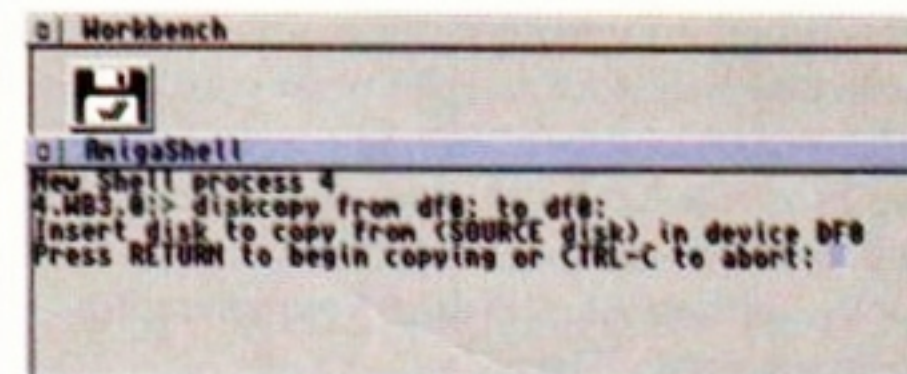 Workbench
AmigaShell
New Shell process 4
4.WB3.0:> diskcopy from df0: to df0:
Insert disk to copy from (SOURCE disk) in device DF0
Press RETURN to begin copying or CTRL-C to abort: